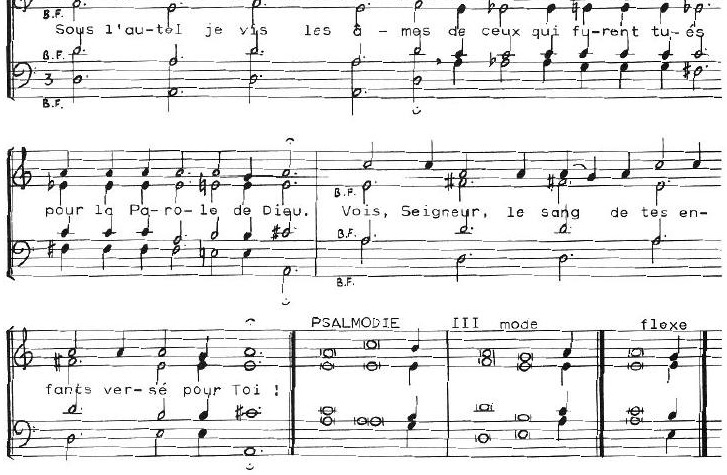 B.F.
Sous l'au-tel je vis les â - mes de ceux qui fu-rent tu-és
B.F.
3
B.F.
pour la Pa-ro-le de Dieu. Vois, Seigneur, le sang de tes en-
B.F.
B.F.
B.F.
PSALMODIE III mode flexe
fants ver-sé pour Toi !